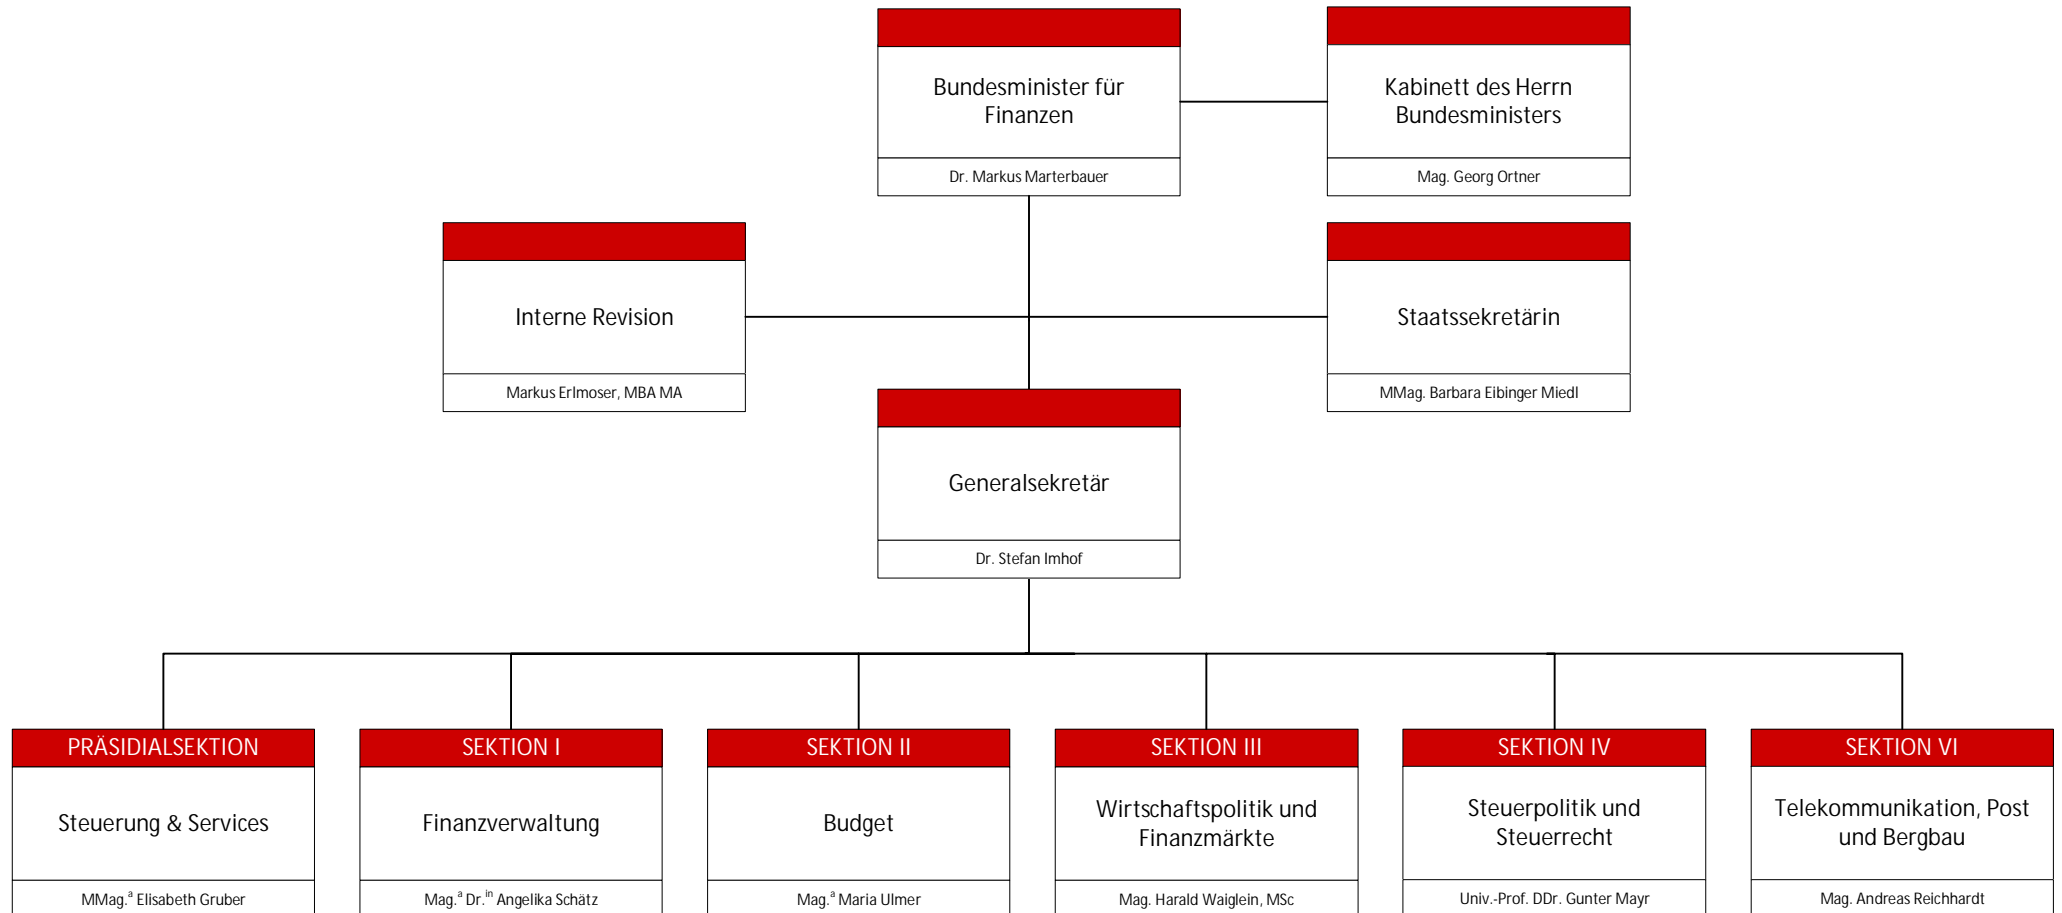 Bundesminister für
Finanzen
Dr. Markus Marterbauer
Kabinett des Herrn
Bundesministers
Mag. Georg Ortner
Interne Revision
Markus Erlmoser, MBA MA
Staatssekretärin
MMag. Barbara Eibinger Miedl
Generalsekretär
Dr. Stefan Imhof
PRÄSIDIALSEKTION
Steuerung & Services
MMag.ª Elisabeth Gruber
SEKTION I
Finanzverwaltung
Mag.ª Dr.ⁱⁿ Angelika Schätz
SEKTION II
Budget
Mag.ª Maria Ulmer
SEKTION III
Wirtschaftspolitik und
Finanzmärkte
Mag. Harald Waiglein, MSc
SEKTION IV
Steuerpolitik und
Steuerrecht
Univ.-Prof. DDr. Gunter Mayr
SEKTION VI
Telekommunikation, Post
und Bergbau
Mag. Andreas Reichhardt